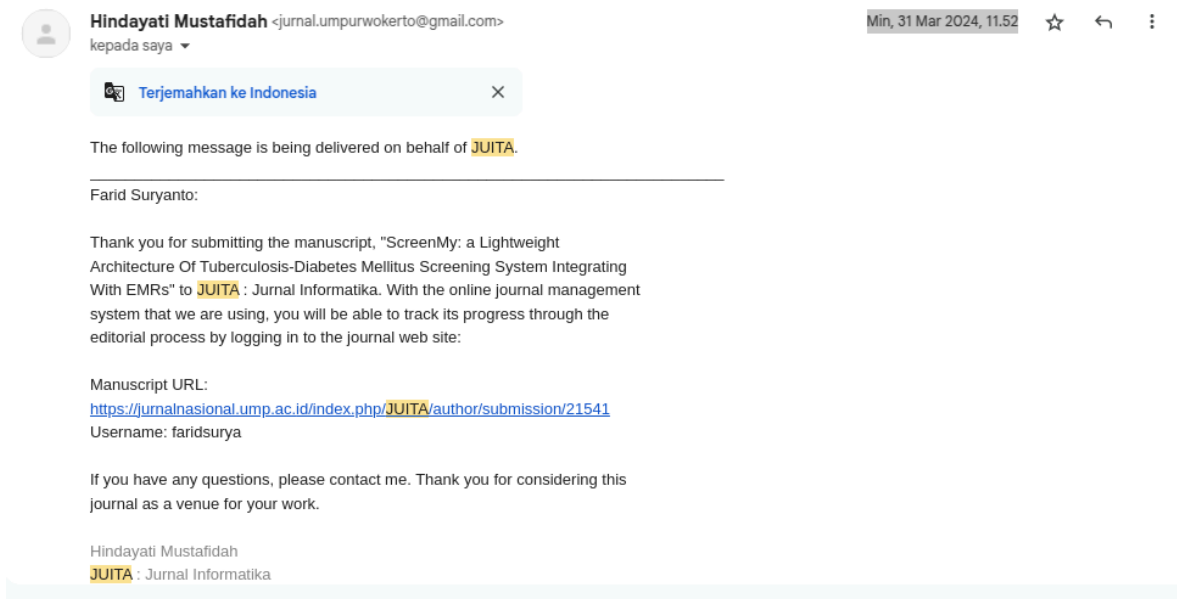 Hindayati Mustafidah <jurnal.umpurwokerto@gmail.com>
Min, 31 Mar 2024, 11.52
kepada saya
Terjemahkan ke Indonesia
The following message is being delivered on behalf of JUITA.
Farid Suryanto:
Thank you for submitting the manuscript, "ScreenMy: a Lightweight
Architecture Of Tuberculosis-Diabetes Mellitus Screening System Integrating
With EMRs" to JUITA : Jurnal Informatika. With the online journal management
system that we are using, you will be able to track its progress through the
editorial process by logging in to the journal web site:
Manuscript URL:
https://jurnalnasional.ump.ac.id/index.php/JUITA/author/submission/21541
Username: faridsurya
If you have any questions, please contact me. Thank you for considering this
journal as a venue for your work.
Hindayati Mustafidah
JUITA : Jurnal Informatika